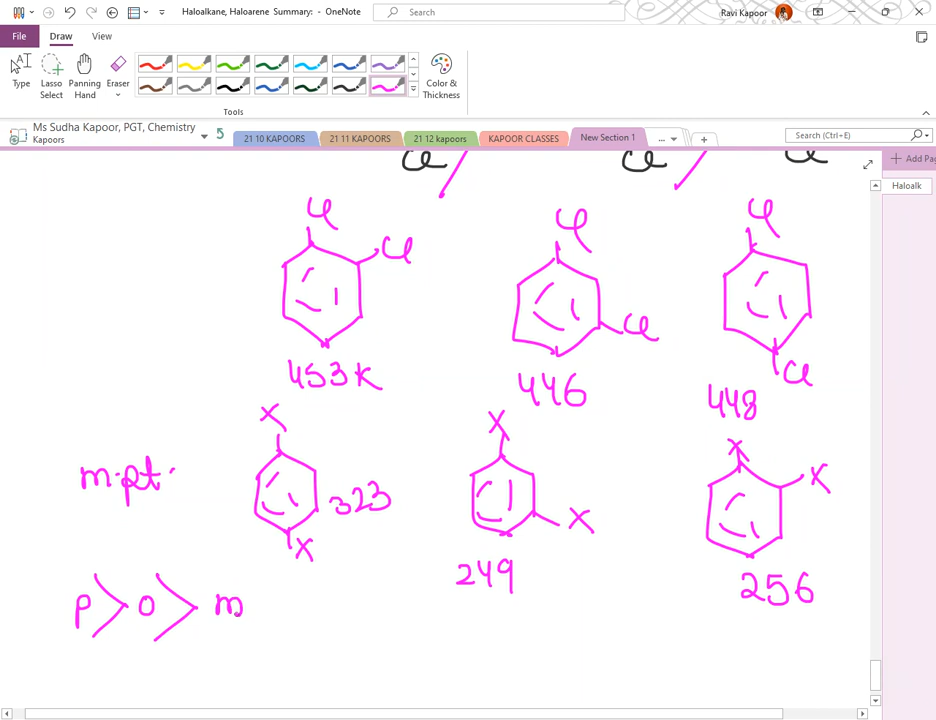 Haloalkane, Haloarene Summary: - OneNote
Search
Ravi Kapoor
File
Draw
View
Type
Lasso Select
Panning Hand
Eraser
Color & Thickness
Tools
Ms Sudha Kapoor, PGT, Chemistry
Kapoors
21 10 KAPOORS
21 11 KAPOORS
21 12 kapoors
KAPOOR CLASSES
New Section 1
...
Search (Ctrl+E)
Add Pag
Haloalk
Cl Cl Cl
Cl Cl Cl
Cl
Cl
Cl
453K 446 448
X X X
m.pt. 323 X
X X
249 256
p > o > m